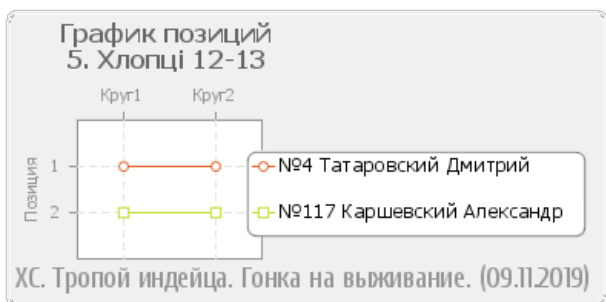 График позиций
5. Хлопці 12-13
Круг1 Круг2
Позиция
1
№4 Татаровский Дмитрий
2
№117 Каршевский Александр
ХС. Тропой индейца. Гонка на выживание. (09.11.2019)